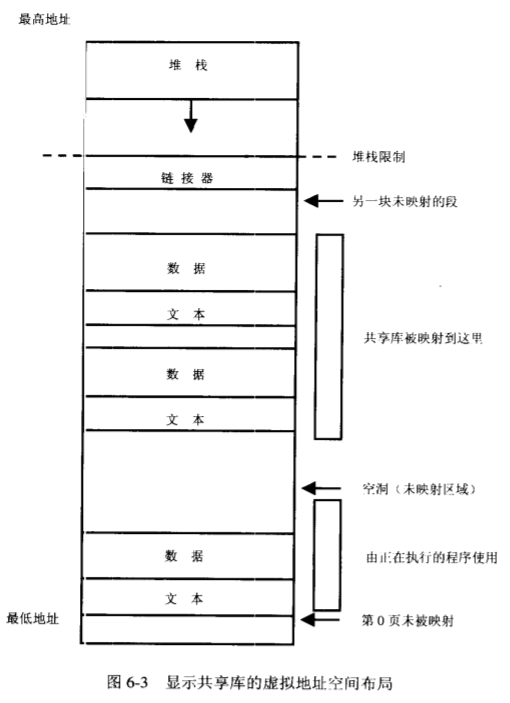 最高地址
堆 栈
堆栈限制
链 接 器
另一块未映射的段
数 据
文 本
共享库被映射到这里
数 据
文 本
空洞（未映射区域）
数 据
由正在执行的程序使用
文 本
最低地址
第 0 页未被映射
图 6-3 显示共享库的虚拟地址空间布局